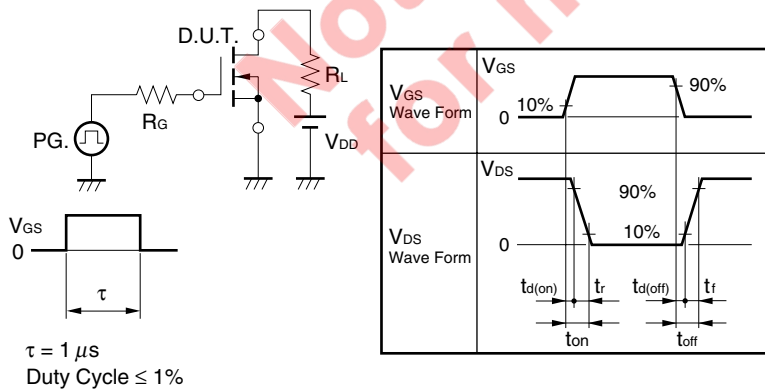 D.U.T.
RG
RL
PG.
VDD
VGS
0
τ
τ = 1 μs
Duty Cycle ≤ 1%
VGS
Wave Form
VGS
10%
90%
0
VDS
Wave Form
VDS
90%
10%
0
td(on)
tr
td(off)
tf
ton
toff